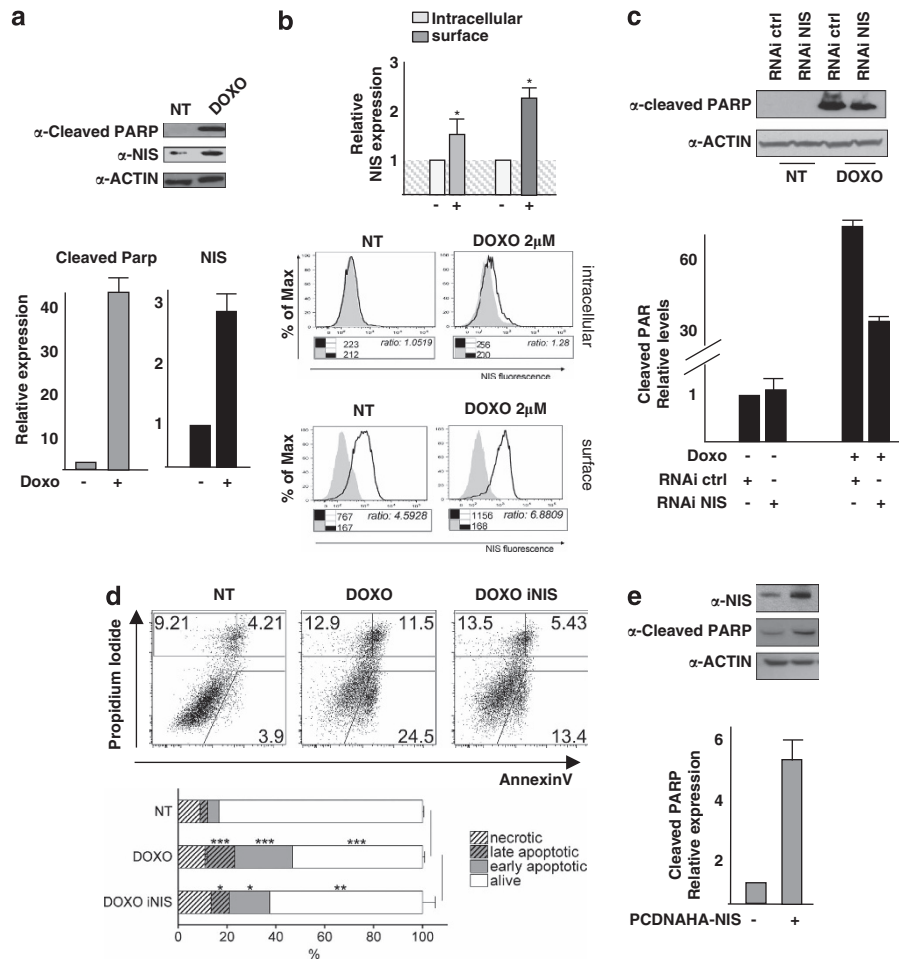 a
NT DOXO
α-Cleaved PARP
α-NIS
α-ACTIN
Cleaved Parp NIS
Relative expression
40
30
20
10
3
2
1
Doxo - + - +
b
Intracellular
surface
Relative
NIS expression
3
2
1
* *
- + - +
NT DOXO 2µM
% of Max
intracellular
223 ratio: 1.0519
212
256 ratio: 1.28
NIS fluorescence
NT DOXO 2µM
% of Max
surface
767 ratio: 4.5928
167
1156 ratio: 6.8809
168
NIS fluorescence
c
RNAi ctrl
RNAi NIS
RNAi ctrl
RNAi NIS
α-cleaved PARP
α-ACTIN
NT DOXO
Cleaved PAR
Relative levels
60
30
1
Doxo - - + +
RNAi ctrl + - + -
RNAi NIS - + - +
d
NT DOXO DOXO iNIS
Propidium Iodide
9.21 4.21
3.9
12.9 11.5
24.5
13.5 5.43
13.4
AnnexinV
NT
DOXO
DOXO iNIS
*** *** ***
* * **
necrotic
late apoptotic
early apoptotic
alive
0 20 40 60 80 100
%
e
α-NIS
α-Cleaved PARP
α-ACTIN
Cleaved PARP
Relative expression
6
4
2
PCDNAHA-NIS - +